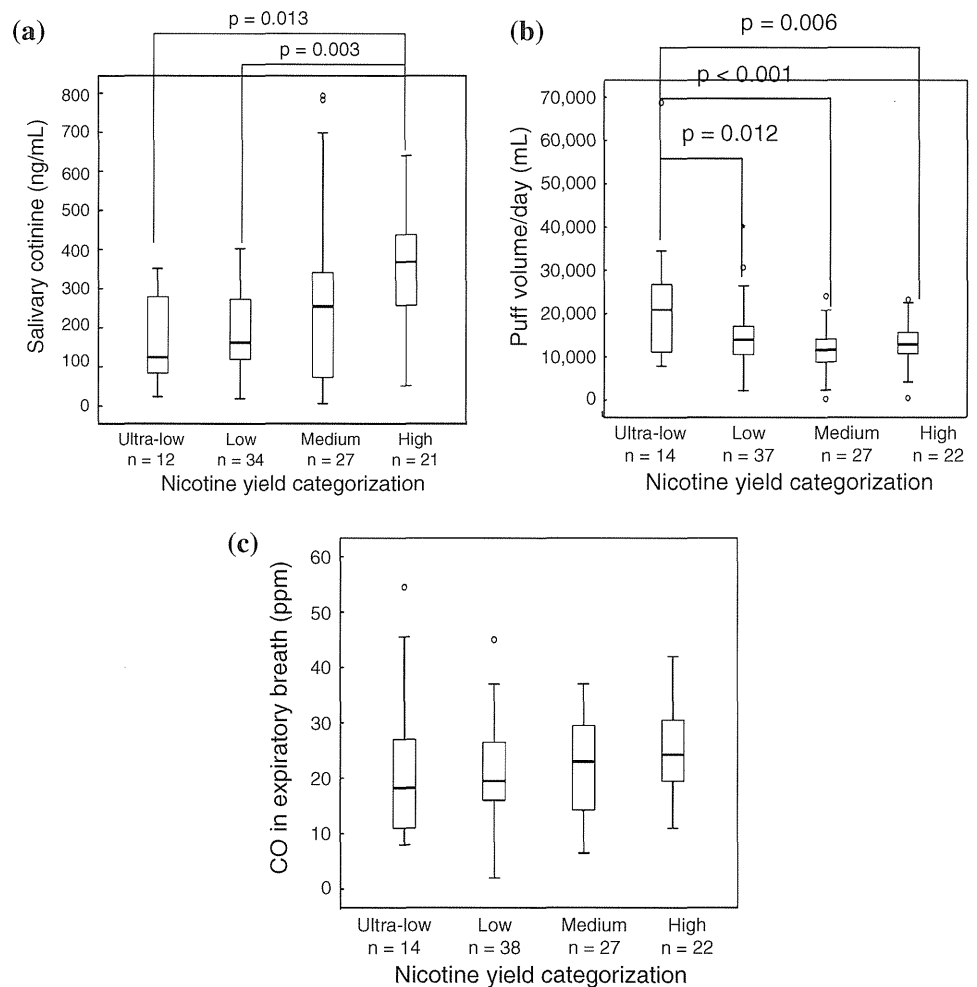 (a)
p = 0.013
p = 0.003
Salivary cotinine (ng/mL)
800
700
600
500
400
300
200
100
0
Ultra-low Low Medium High
n = 12 n = 34 n = 27 n = 21
Nicotine yield categorization
(b)
p = 0.006
p < 0.001
p = 0.012
Puff volume/day (mL)
70,000
60,000
50,000
40,000
30,000
20,000
10,000
0
Ultra-low Low Medium High
n = 14 n = 37 n = 27 n = 22
Nicotine yield categorization
(c)
CO in expiratory breath (ppm)
60
50
40
30
20
10
0
Ultra-low Low Medium High
n = 14 n = 38 n = 27 n = 22
Nicotine yield categorization